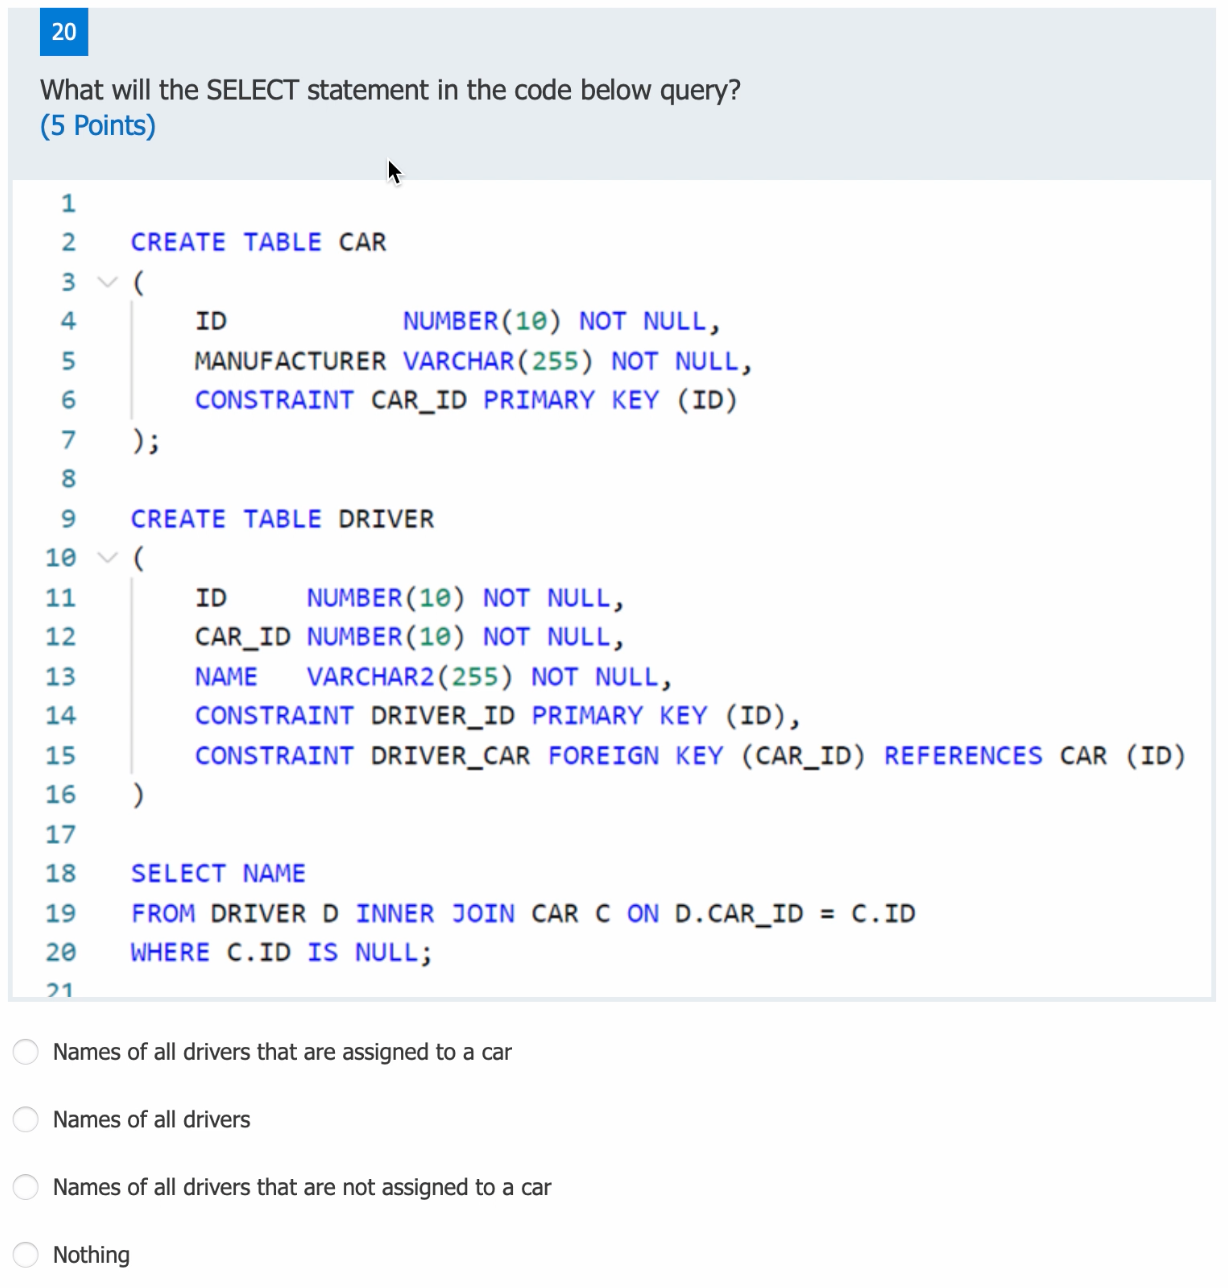 20
What will the SELECT statement in the code below query?
(5 Points)
1
2 CREATE TABLE CAR
3 (
4 ID NUMBER(10) NOT NULL,
5 MANUFACTURER VARCHAR(255) NOT NULL,
6 CONSTRAINT CAR_ID PRIMARY KEY (ID)
7 );
8
9 CREATE TABLE DRIVER
10 (
11 ID NUMBER(10) NOT NULL,
12 CAR_ID NUMBER(10) NOT NULL,
13 NAME VARCHAR2(255) NOT NULL,
14 CONSTRAINT DRIVER_ID PRIMARY KEY (ID),
15 CONSTRAINT DRIVER_CAR FOREIGN KEY (CAR_ID) REFERENCES CAR (ID)
16 )
17
18 SELECT NAME
19 FROM DRIVER D INNER JOIN CAR C ON D.CAR_ID = C.ID
20 WHERE C.ID IS NULL;
21
Names of all drivers that are assigned to a car
Names of all drivers
Names of all drivers that are not assigned to a car
Nothing